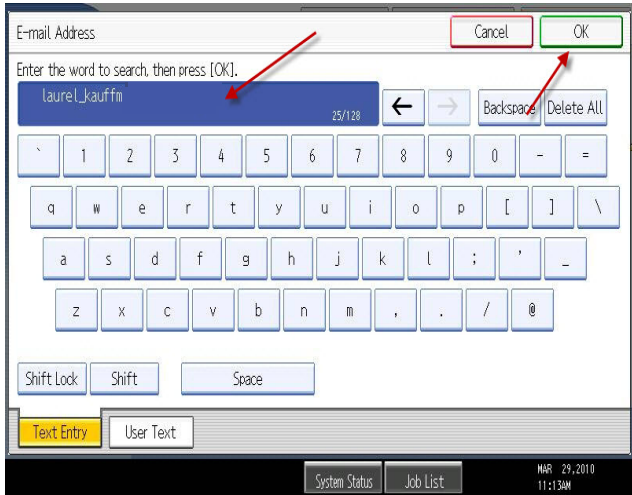 E-mail Address
Cancel
OK
Enter the word to search, then press [OK].
laurel_kauffm
25/128
← → Backspace Delete All
` 1 2 3 4 5 6 7 8 9 0 - =
q w e r t y u i o p [ ] \
a s d f g h j k l ; ' _
z x c v b n m , . / @
Shift Lock Shift Space
Text Entry User Text
System Status Job List
MAR 29,2010
11:13AM